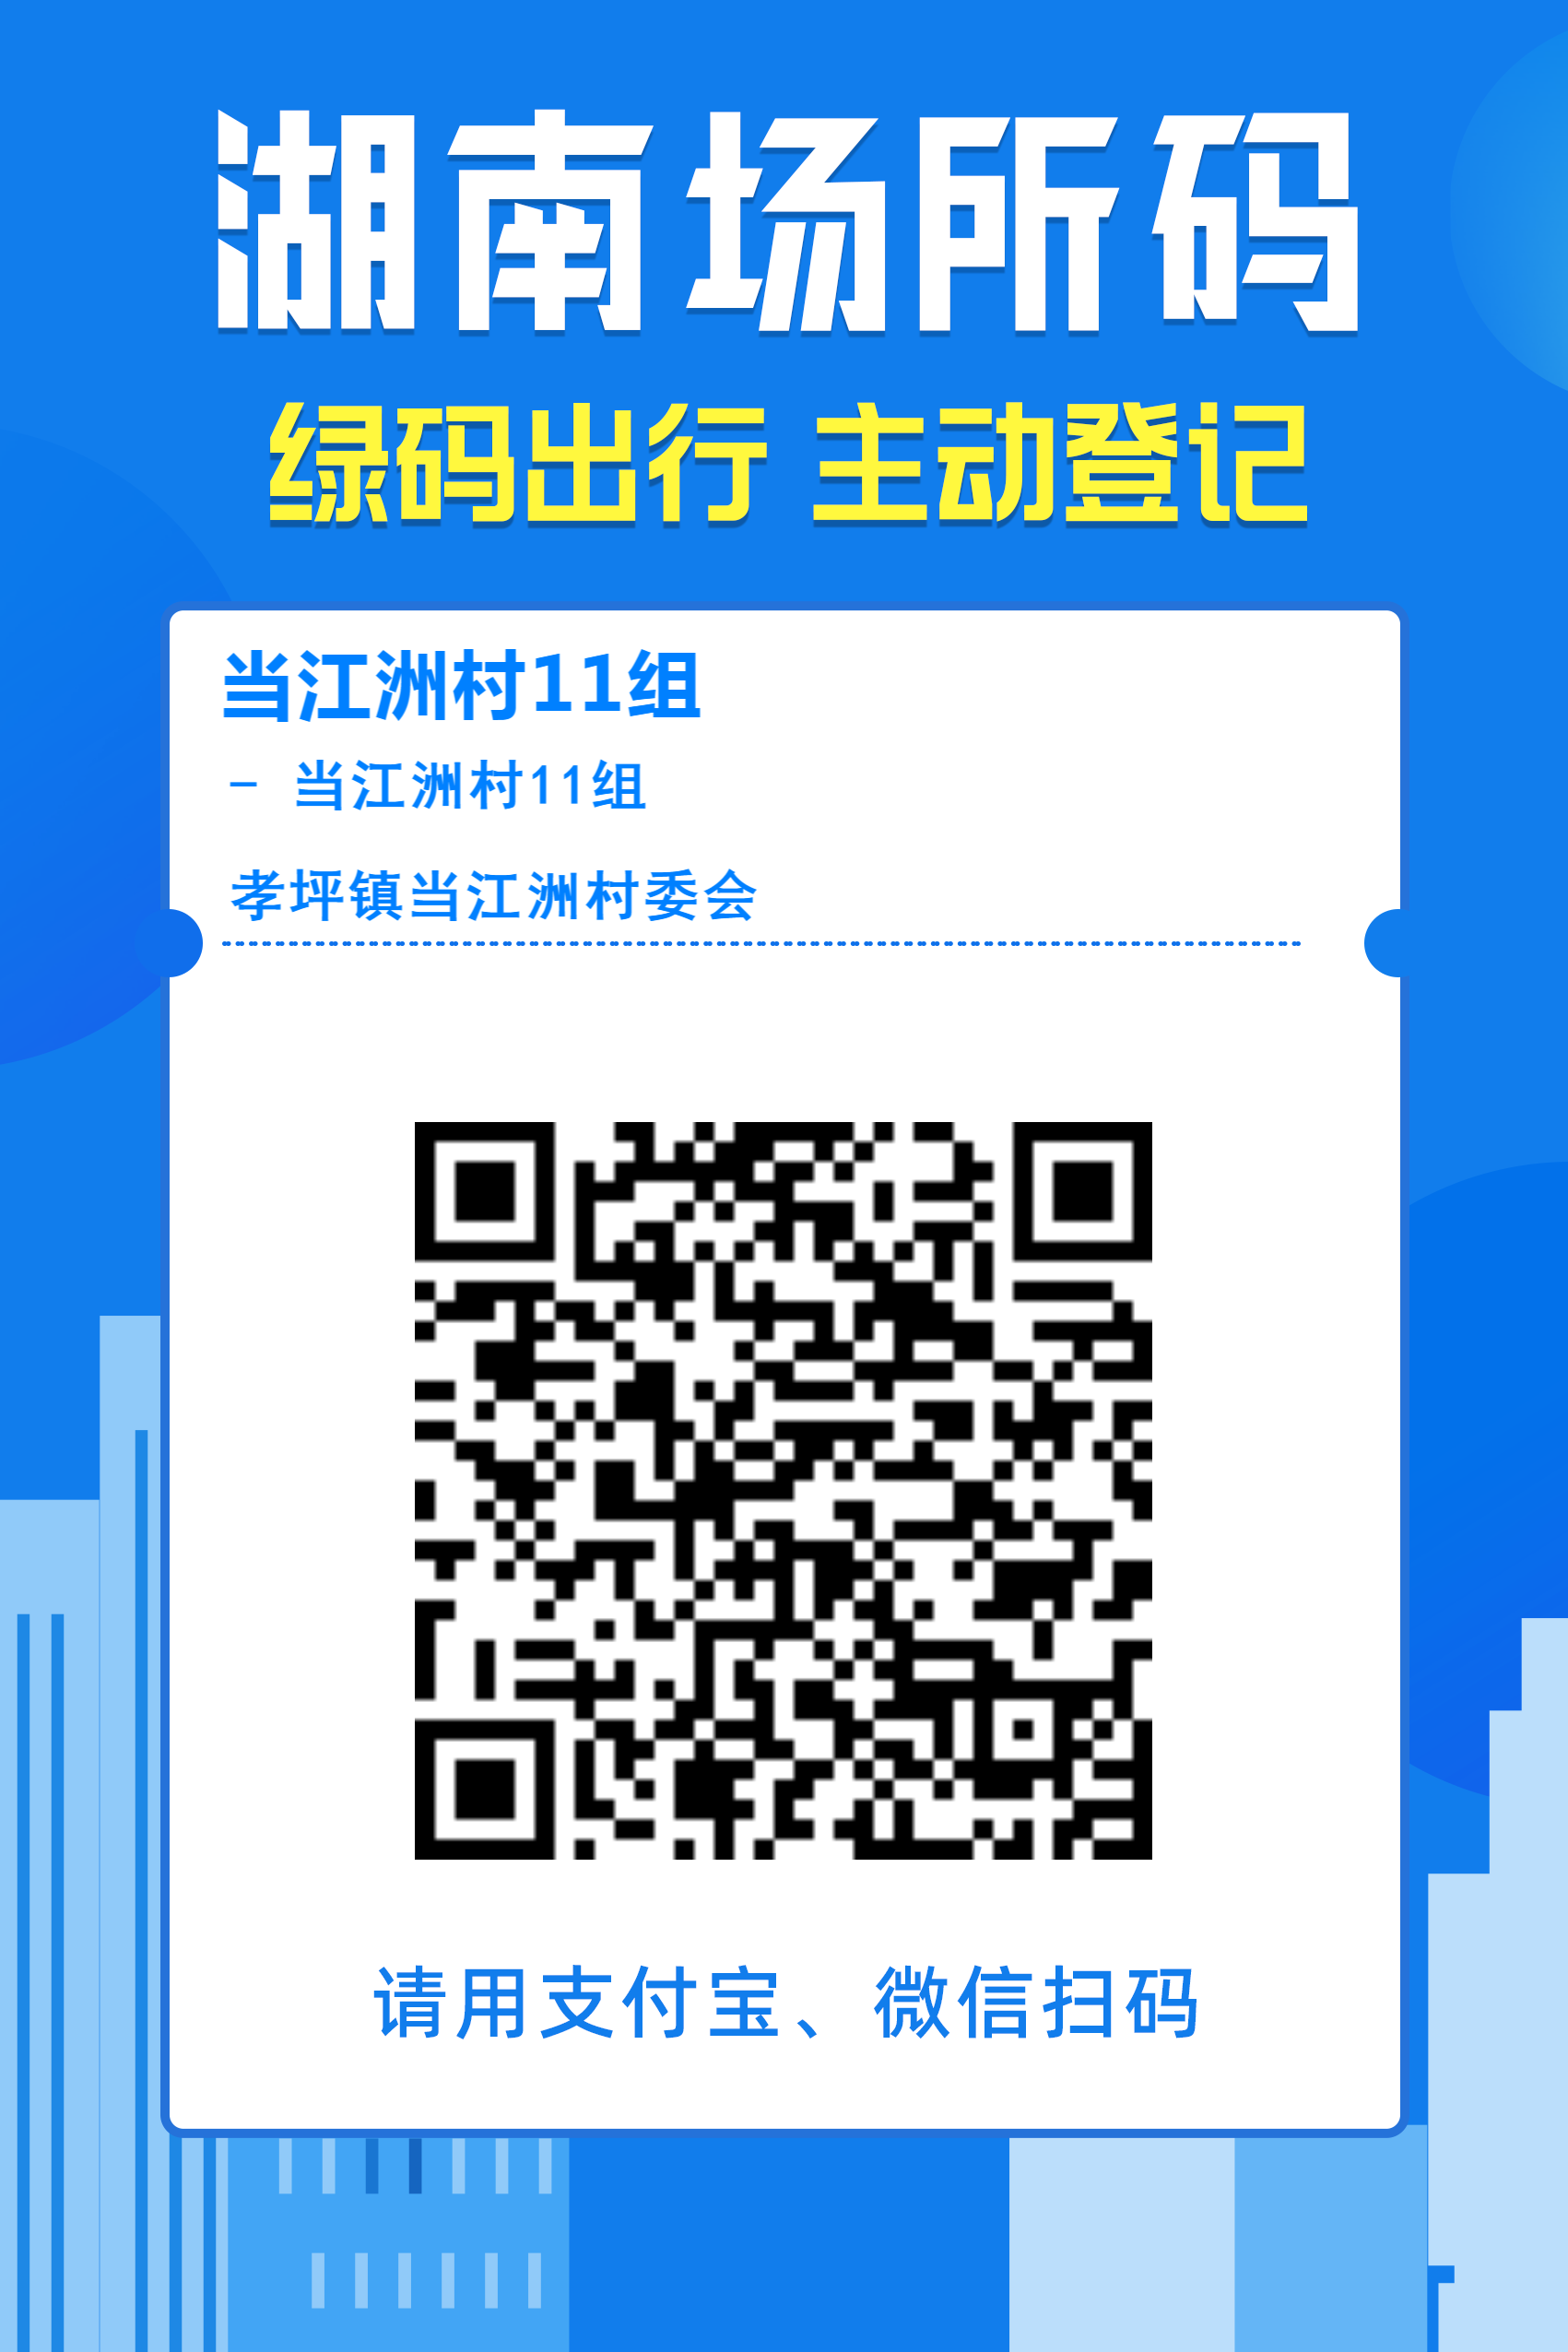 湖南场所码
绿码出行 主动登记
当江洲村11组
- 当江洲村11组
孝坪镇当江洲村委会
请用支付宝、微信扫码